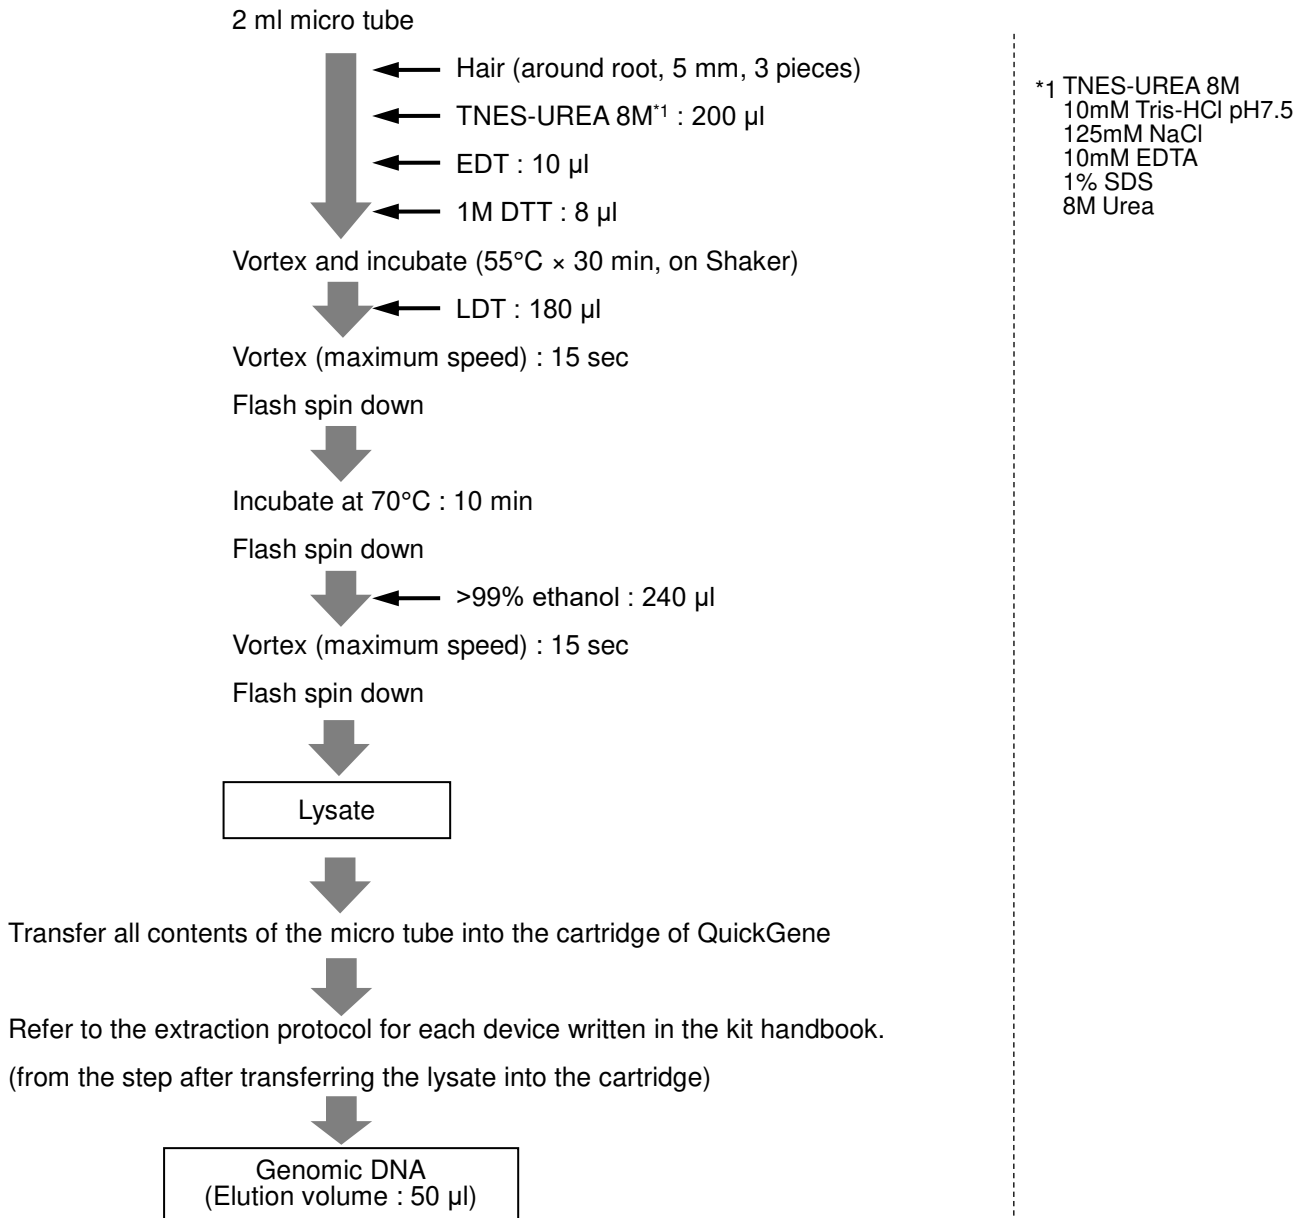 2 ml micro tube
Hair (around root, 5 mm, 3 pieces)
TNES-UREA 8M*1 : 200 µl
EDT : 10 µl
1M DTT : 8 µl
Vortex and incubate (55°C × 30 min, on Shaker)
LDT : 180 µl
Vortex (maximum speed) : 15 sec
Flash spin down
Incubate at 70°C : 10 min
Flash spin down
>99% ethanol : 240 µl
Vortex (maximum speed) : 15 sec
Flash spin down
Lysate
Transfer all contents of the micro tube into the cartridge of QuickGene
Refer to the extraction protocol for each device written in the kit handbook.
(from the step after transferring the lysate into the cartridge)
Genomic DNA
(Elution volume : 50 µl)
*1 TNES-UREA 8M
10mM Tris-HCl pH7.5
125mM NaCl
10mM EDTA
1% SDS
8M Urea